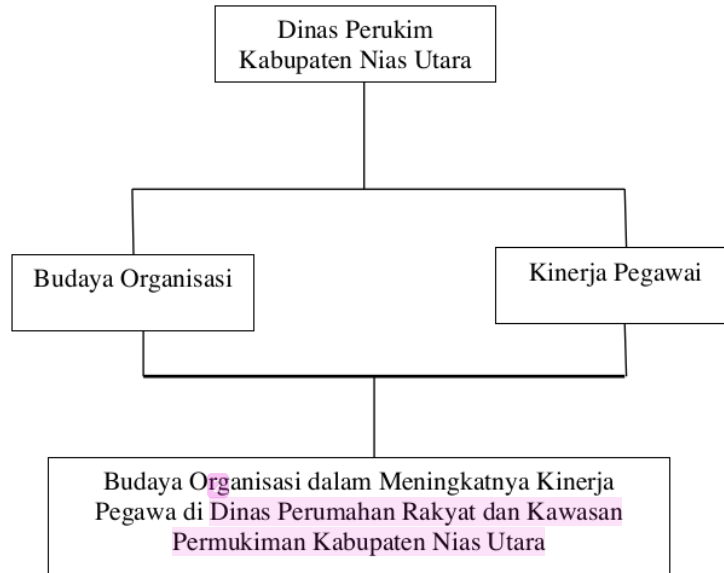 Dinas Perukim
Kabupaten Nias Utara
Budaya Organisasi
Kinerja Pegawai
Budaya Organisasi dalam Meningkatnya Kinerja
Pegawa di Dinas Perumahan Rakyat dan Kawasan
Permukiman Kabupaten Nias Utara